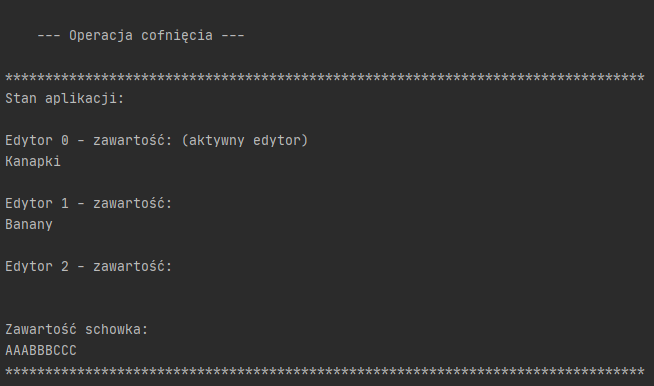 --- Operacja cofnięcia ---
********************************************************************************
Stan aplikacji:
Edytor 0 - zawartość: (aktywny edytor)
Kanapki
Edytor 1 - zawartość:
Banany
Edytor 2 - zawartość:
Zawartość schowka:
AAABBBCCC
********************************************************************************